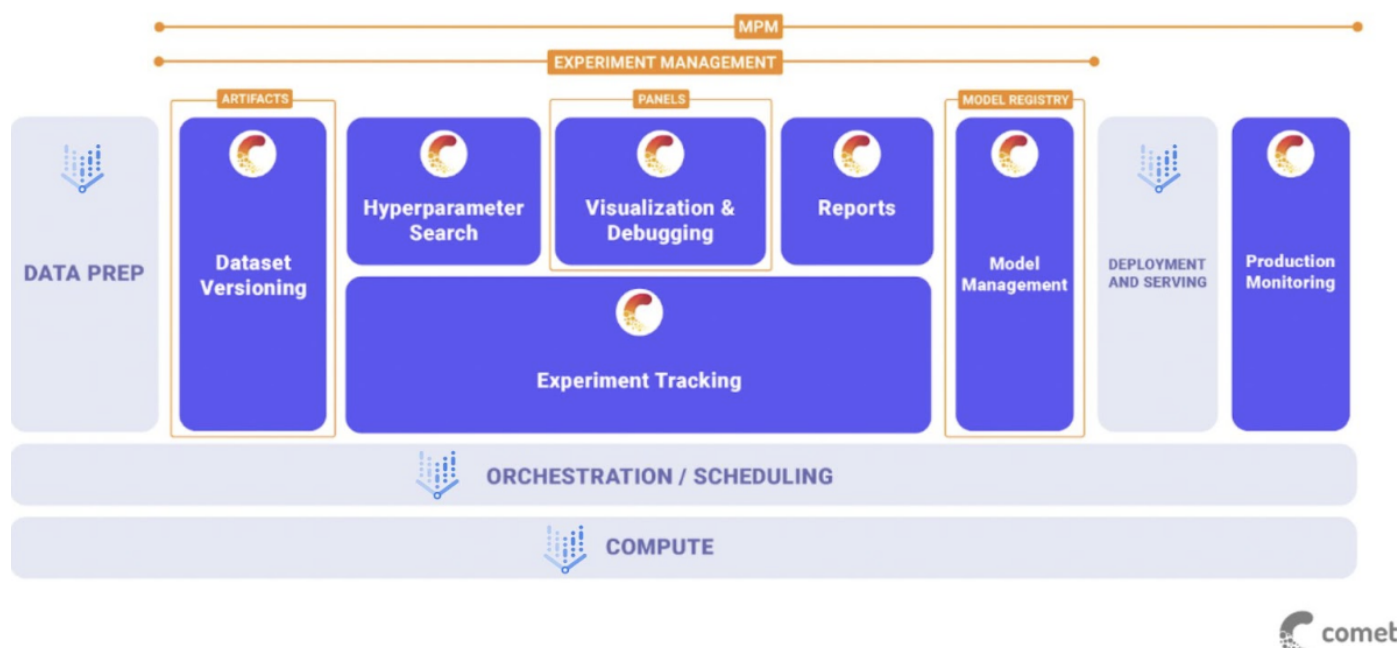 MPM
EXPERIMENT MANAGEMENT
ARTIFACTS
PANELS
MODEL REGISTRY
DATA PREP
Dataset
Versioning
Hyperparameter
Search
Visualization &
Debugging
Reports
Experiment Tracking
Model
Management
DEPLOYMENT
AND SERVING
Production
Monitoring
ORCHESTRATION / SCHEDULING
COMPUTE
comet